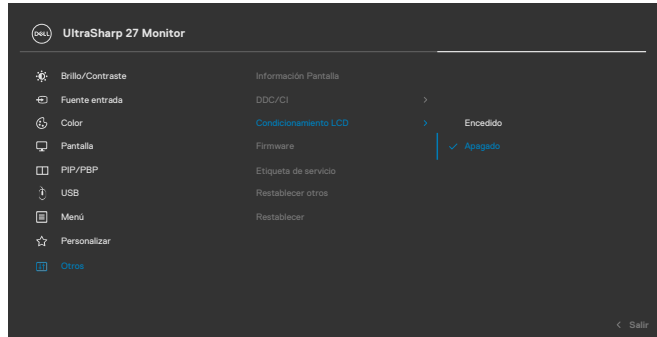 DELL UltraSharp 27 Monitor
Brillo/Contraste Información Pantalla
Fuente entrada DDC/CI
Color Condicionamiento LCD Encedido
Pantalla Firmware Apagado
PIP/PBP Etiqueta de servicio
USB Restablecer otros
Menú Restablecer
Personalizar
Otros
Salir